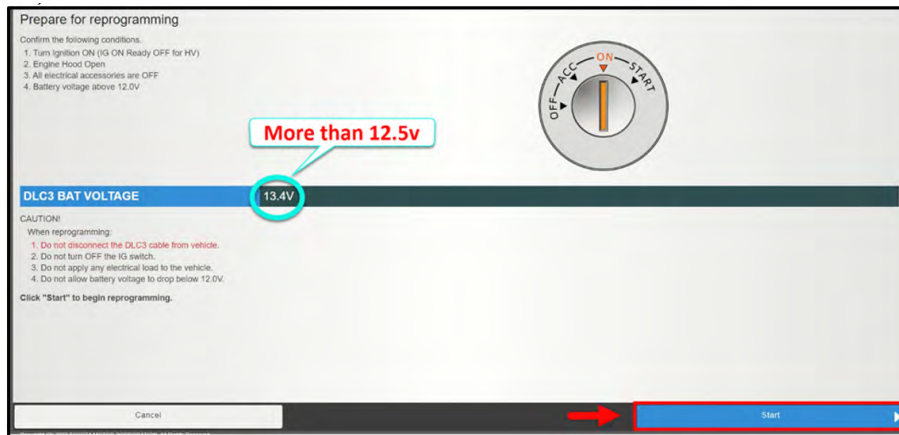 Prepare for reprogramming
Confirm the following conditions.
1. Turn Ignition ON (IG ON Ready OFF for HV)
2. Engine Hood Open
3. All electrical accessories are OFF
4. Battery voltage above 12.0V
OFF ACC ON START
More than 12.5v
DLC3 BAT VOLTAGE 13.4V
CAUTION!
When reprogramming:
1. Do not disconnect the DLC3 cable from vehicle.
2. Do not turn OFF the IG switch.
3. Do not apply any electrical load to the vehicle.
4. Do not allow battery voltage to drop below 12.0V.
Click "Start" to begin reprogramming.
Cancel Start